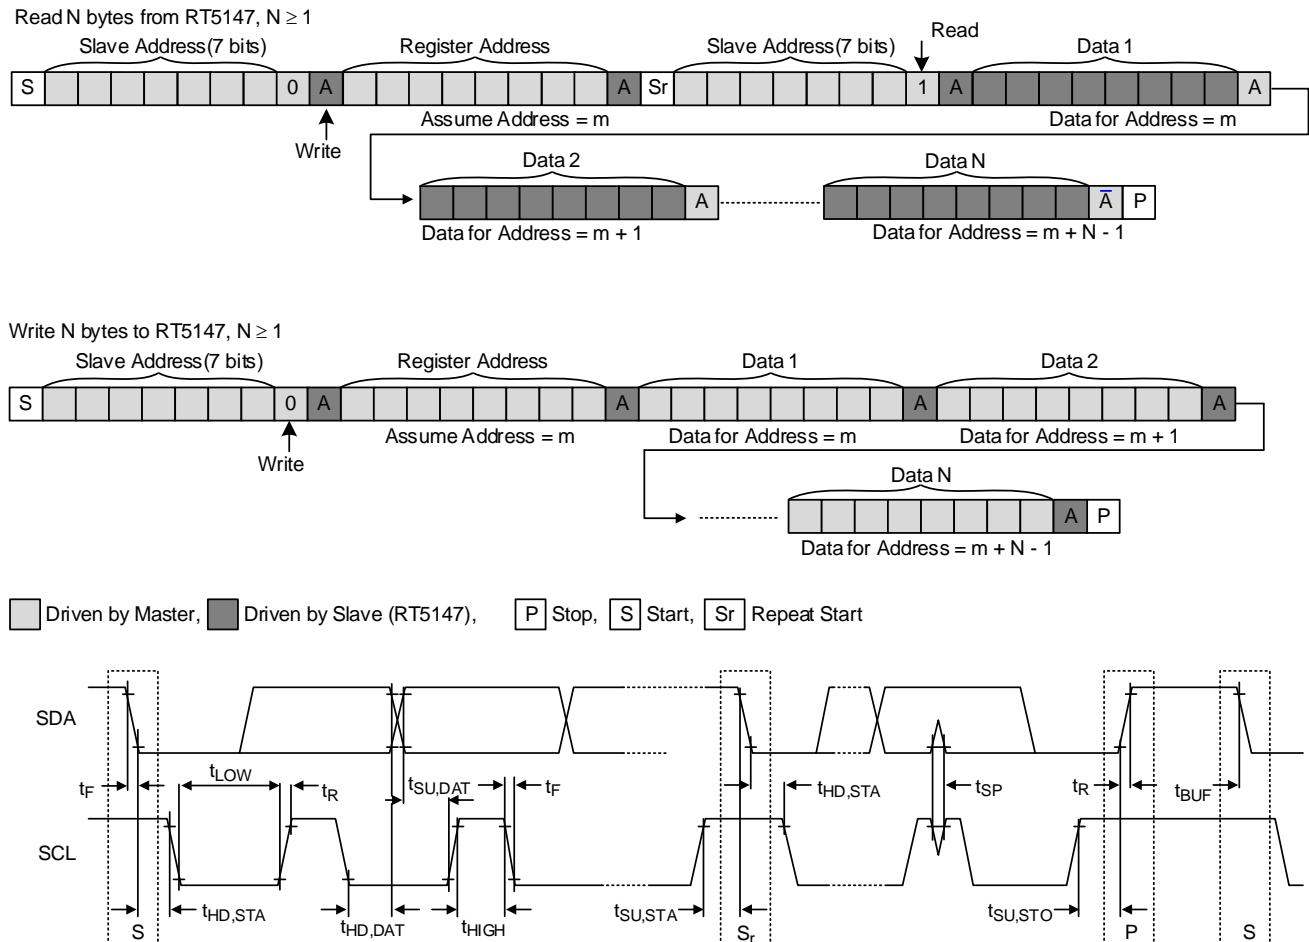 Read N bytes from RT5147, N ≥ 1
Read
Slave Address (7 bits) Register Address Slave Address (7 bits) Data 1
S 0 A A Sr 1 A A
Assume Address = m Data for Address = m
Write
Data 2 Data N
A A̅ P
Data for Address = m + 1 Data for Address = m + N - 1
Write N bytes to RT5147, N ≥ 1
Slave Address (7 bits) Register Address Data 1 Data 2
S 0 A A A A
Assume Address = m Data for Address = m Data for Address = m + 1
Write
Data N
A P
Data for Address = m + N - 1
Driven by Master, Driven by Slave (RT5147), P Stop, S Start, Sr Repeat Start
SDA
tF tLOW tR tSU,DAT tF tHD,STA tSP tR tBUF
SCL
tHD,STA tHD,DAT tHIGH tSU,STA tSU,STO
S Sr P S